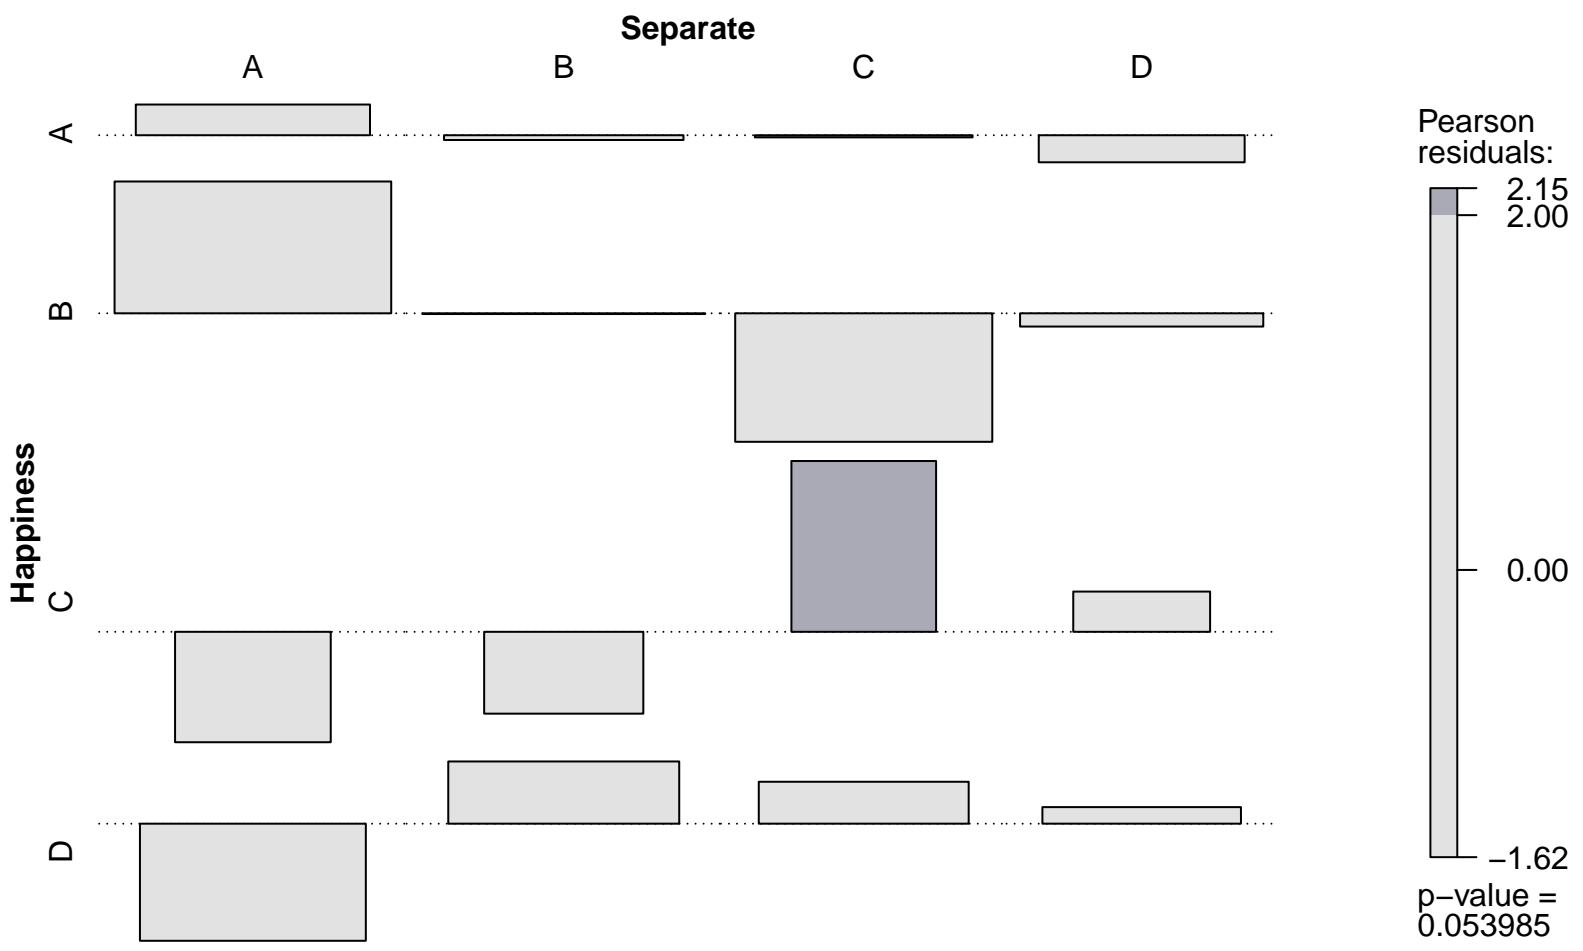 Separate
A B C D
A
B
C
D
Happiness
Pearson
residuals:
2.15
2.00
0.00
−1.62
p−value =
0.053985